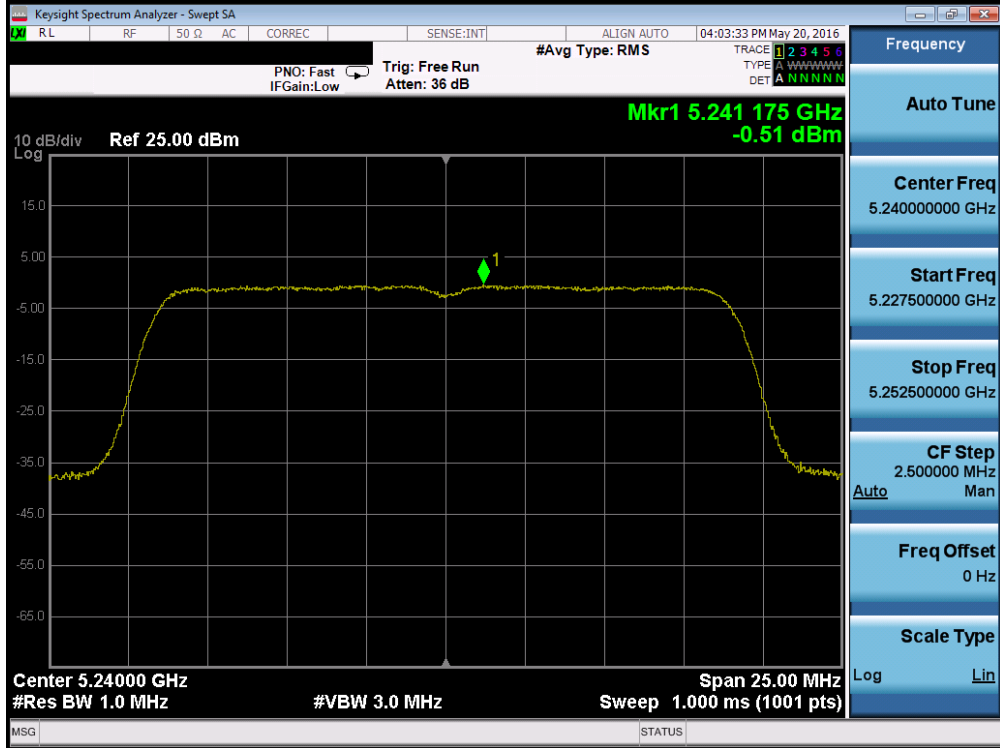 Keysight Spectrum Analyzer - Swept SA
LXI RL RF 50 Ω AC CORREC SENSE:INT ALIGN AUTO 04:03:33 PM May 20, 2016
#Avg Type: RMS
TRACE 1 2 3 4 5 6
PNO: Fast Trig: Free Run TYPE A WWWWW
IFGain:Low Atten: 36 dB DET A N N N N N
Frequency
Mkr1 5.241 175 GHz
-0.51 dBm
10 dB/div Ref 25.00 dBm
Log
15.0
5.00
1
-5.00
-15.0
-25.0
-35.0
-45.0
-55.0
-65.0
Center 5.24000 GHz Span 25.00 MHz
#Res BW 1.0 MHz #VBW 3.0 MHz Sweep 1.000 ms (1001 pts)
MSG STATUS
Auto Tune
Center Freq
5.240000000 GHz
Start Freq
5.227500000 GHz
Stop Freq
5.252500000 GHz
CF Step
2.500000 MHz
Auto Man
Freq Offset
0 Hz
Scale Type
Log Lin